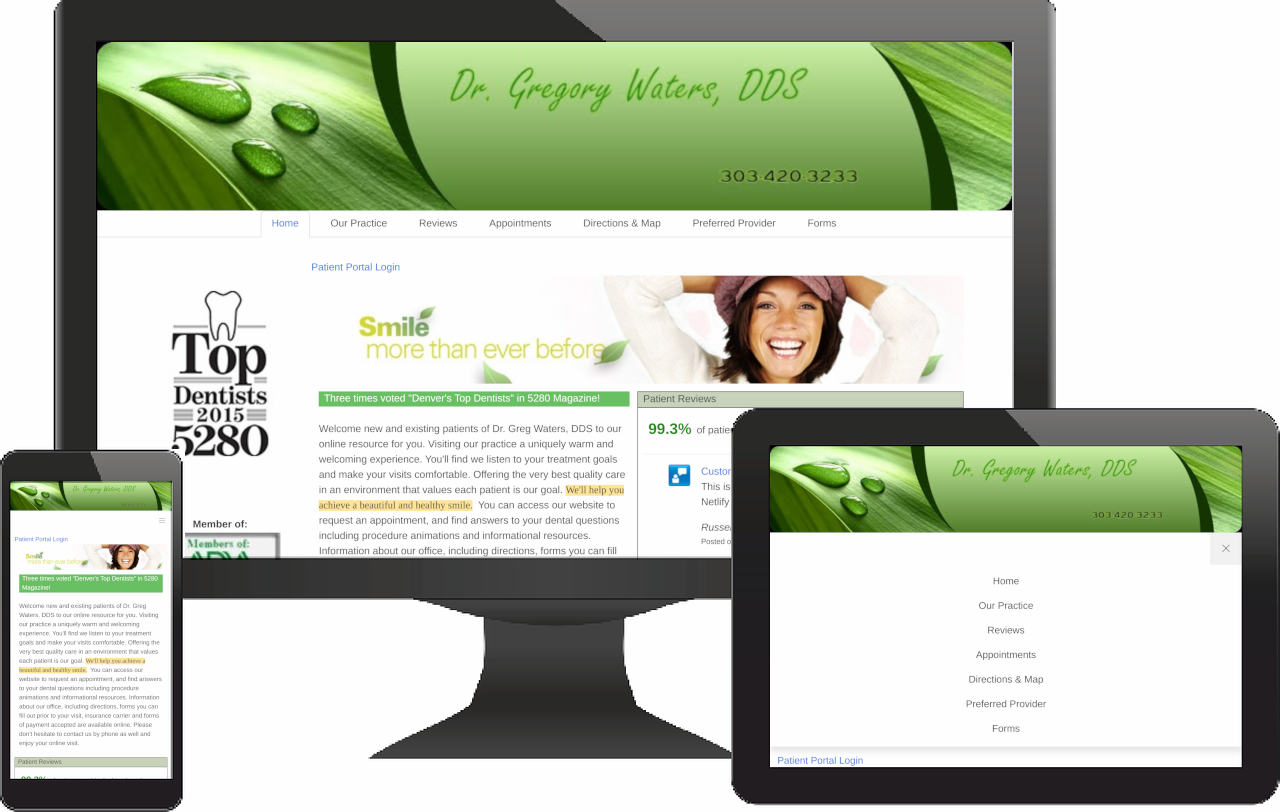 Dr. Gregory Waters, DDS
303·420·3233
Home Our Practice Reviews Appointments Directions & Map Preferred Provider Forms
Patient Portal Login
Top
Dentists
2015
5280
Member of:
Members of:
Smile
more than ever before
Three times voted "Denver's Top Dentists" in 5280 Magazine!
Welcome new and existing patients of Dr. Greg Waters, DDS to our
online resource for you. Visiting our practice a uniquely warm and
welcoming experience. You'll find we listen to your treatment goals
and make your visits comfortable. Offering the very best quality care
in an environment that values each patient is our goal. We'll help you
achieve a beautiful and healthy smile. You can access our website to
request an appointment, and find answers to your dental questions
including procedure animations and informational resources.
Information about our office, including directions, forms you can fill
Patient Reviews
99.3% of patie
Custor
This is
Netlify
Russe
Posted o
Dr. Gregory Waters, DDS
Patient Portal Login
Smile
more than ever before
Three times voted "Denver's Top Dentists" in 5280
Magazine!
Welcome new and existing patients of Dr. Greg
Waters, DDS to our online resource for you. Visiting
our practice a uniquely warm and welcoming
experience. You'll find we listen to your treatment
goals and make your visits comfortable. Offering the
very best quality care in an environment that values
each patient is our goal. We'll help you achieve a
beautiful and healthy smile. You can access our
website to request an appointment, and find answers
to your dental questions including procedure
animations and informational resources. Information
about our office, including directions, forms you can
fill out prior to your visit, insurance carrier and forms
of payment accepted are available online. Please
don't hesitate to contact us by phone as well and
enjoy your online visit.
Patient Reviews
Dr. Gregory Waters, DDS
303·420·3233
Home
Our Practice
Reviews
Appointments
Directions & Map
Preferred Provider
Forms
Patient Portal Login